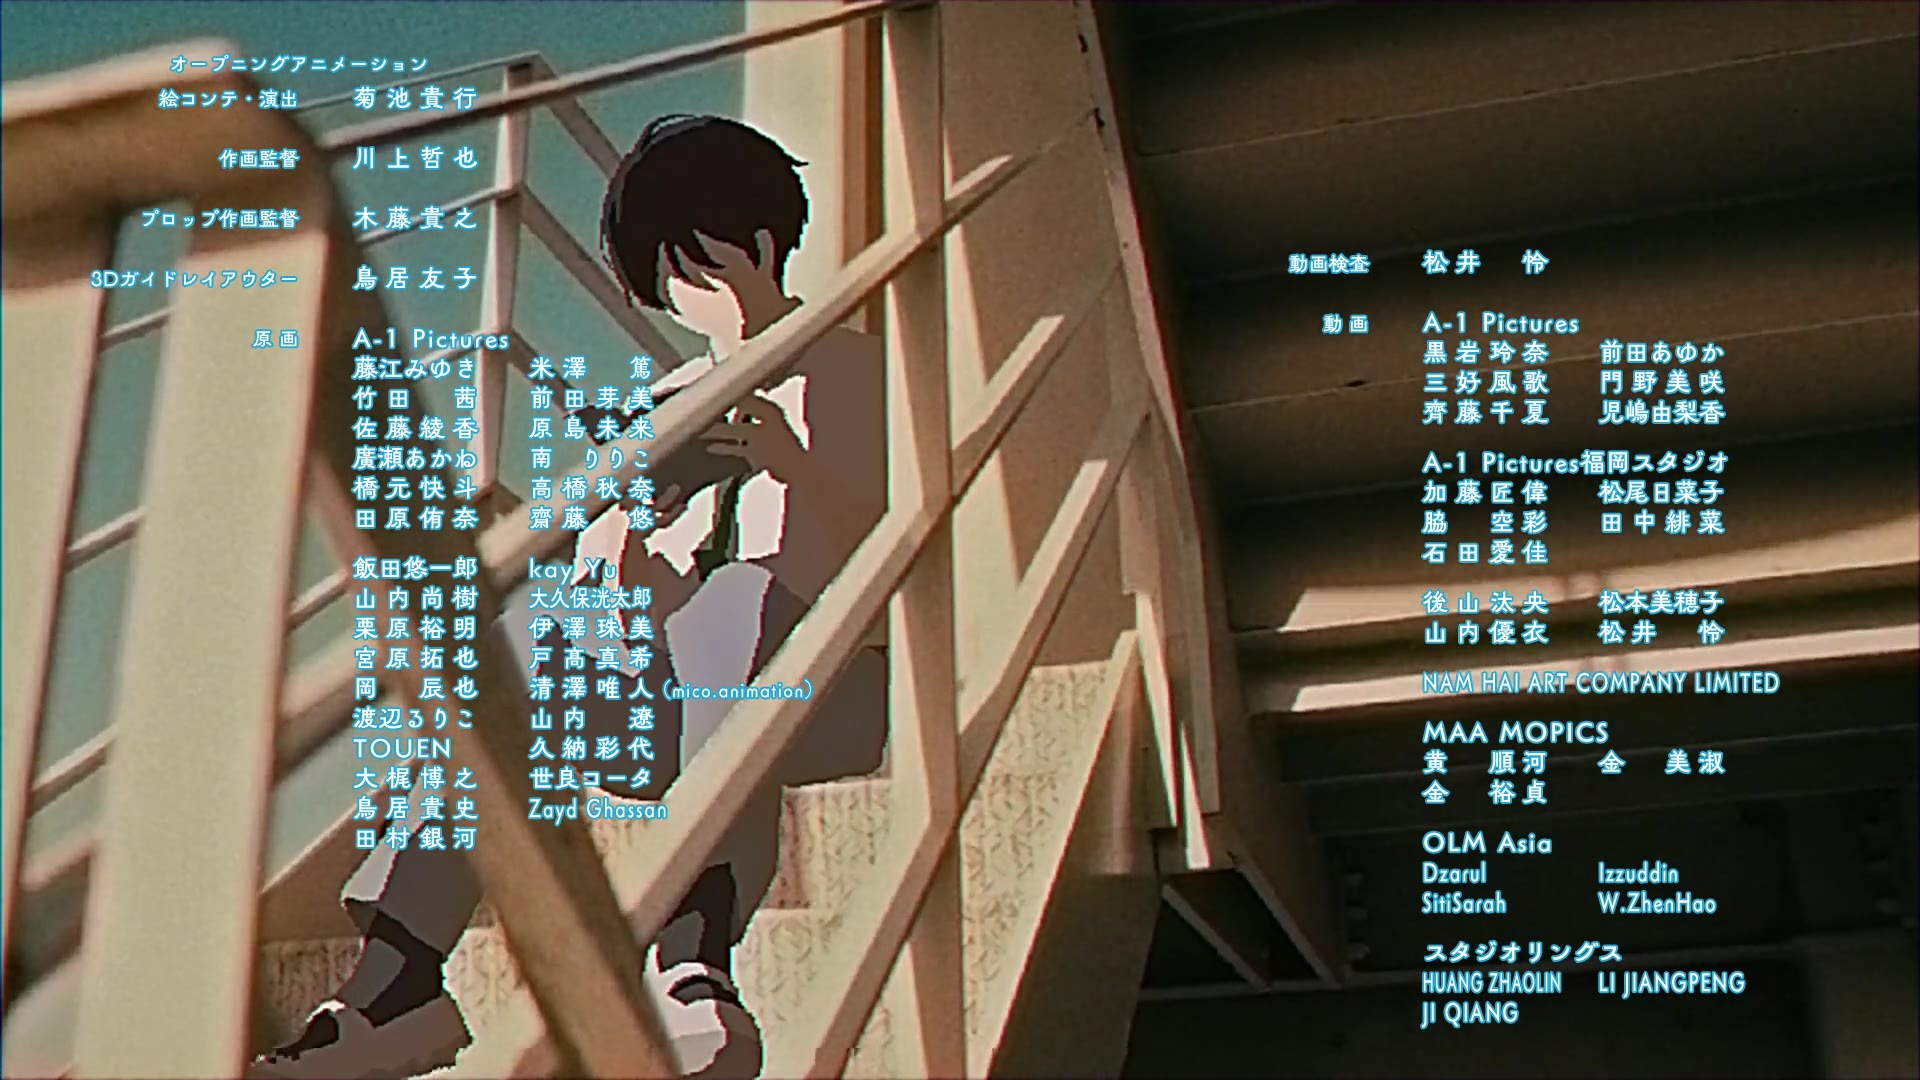 オープニングアニメーション
絵コンテ・演出 菊池貴行
作画監督 川上哲也
プロップ作画監督 木藤貴之
3Dガイドレイアウター 鳥居友子
原画 A-1 Pictures
藤江みゆき 米澤 篤
竹田 茜 前田芽美
佐藤綾香 原島未来
廣瀬あかね 南 りりこ
橋元快斗 高橋秋奈
田原侑奈 齋藤 悠
飯田悠一郎 kay Yu
山内尚樹 大久保洸太郎
栗原裕明 伊澤珠美
宮原拓也 戸髙真希
岡 辰也 清澤唯人(mico.animation)
渡辺るりこ 山内 遼
TOUEN 久納彩代
大梶博之 世良コータ
鳥居貴史 Zayd Ghassan
田村銀河
動画検査 松井 怜
動画 A-1 Pictures
黒岩玲奈 前田あゆか
三好風歌 門野美咲
齊藤千夏 児嶋由梨香
A-1 Pictures福岡スタジオ
加藤匠偉 松尾日菜子
脇 空彩 田中緋菜
石田愛佳
後山汰央 松本美穂子
山内優衣 松井 怜
NAM HAI ART COMPANY LIMITED
MAA MOPICS
黄 順河 金 美淑
金 裕貞
OLM Asia
Dzarul Izzuddin
SitiSarah W.ZhenHao
スタジオリングス
HUANG ZHAOLIN LI JIANGPENG
JI QIANG